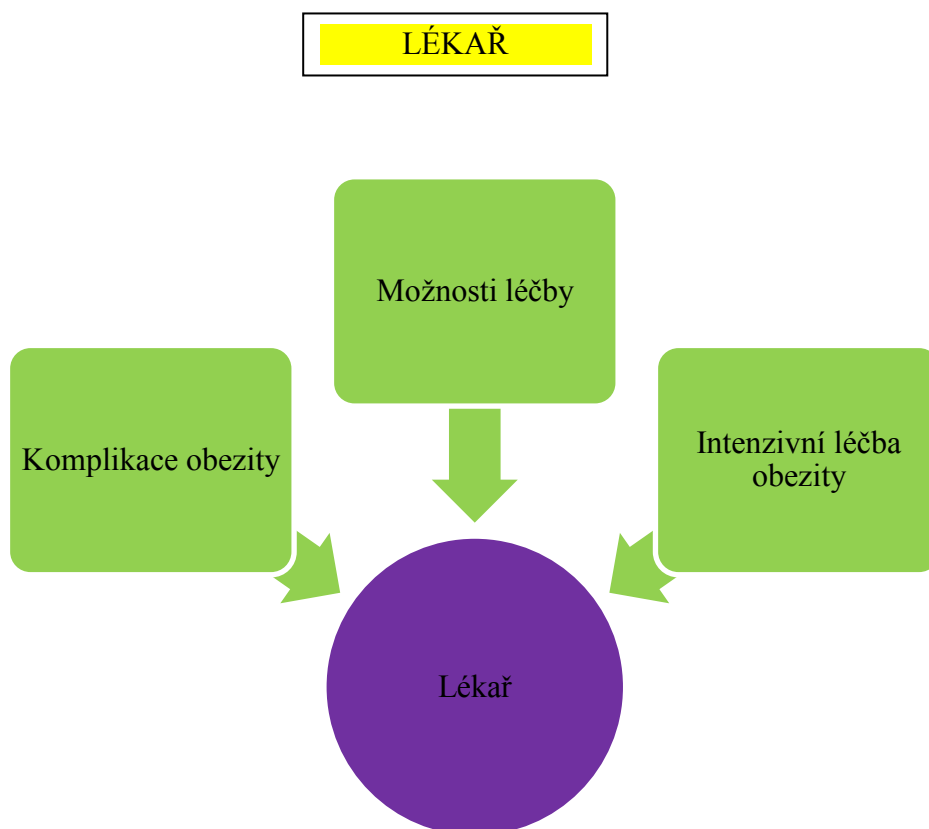 LÉKAŘ
Možnosti léčby
Komplikace obezity
Intenzivní léčba
obezity
Lékař